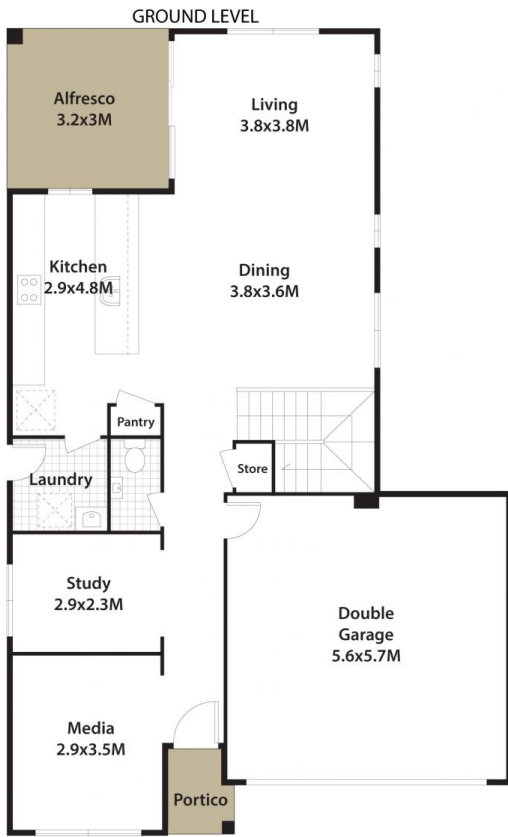 GROUND LEVEL
Alfresco
3.2x3M
Living
3.8x3.8M
Kitchen
2.9x4.8M
Dining
3.8x3.6M
Pantry
Laundry
Store
Study
2.9x2.3M
Double
Garage
5.6x5.7M
Media
2.9x3.5M
Portico